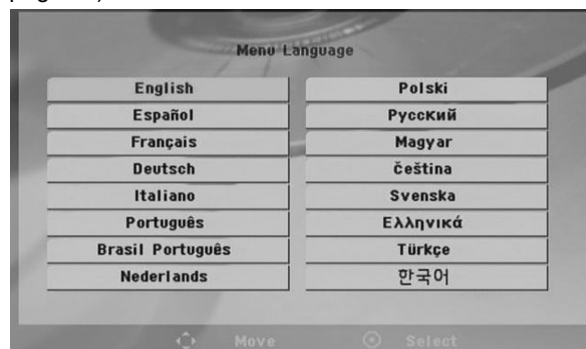 Menu Language
English
Español
Français
Deutsch
Italiano
Português
Brasil Português
Nederlands
Polski
Русский
Magyar
čeština
Svenska
Ελληνικά
Türkçe
한국어
Move Select